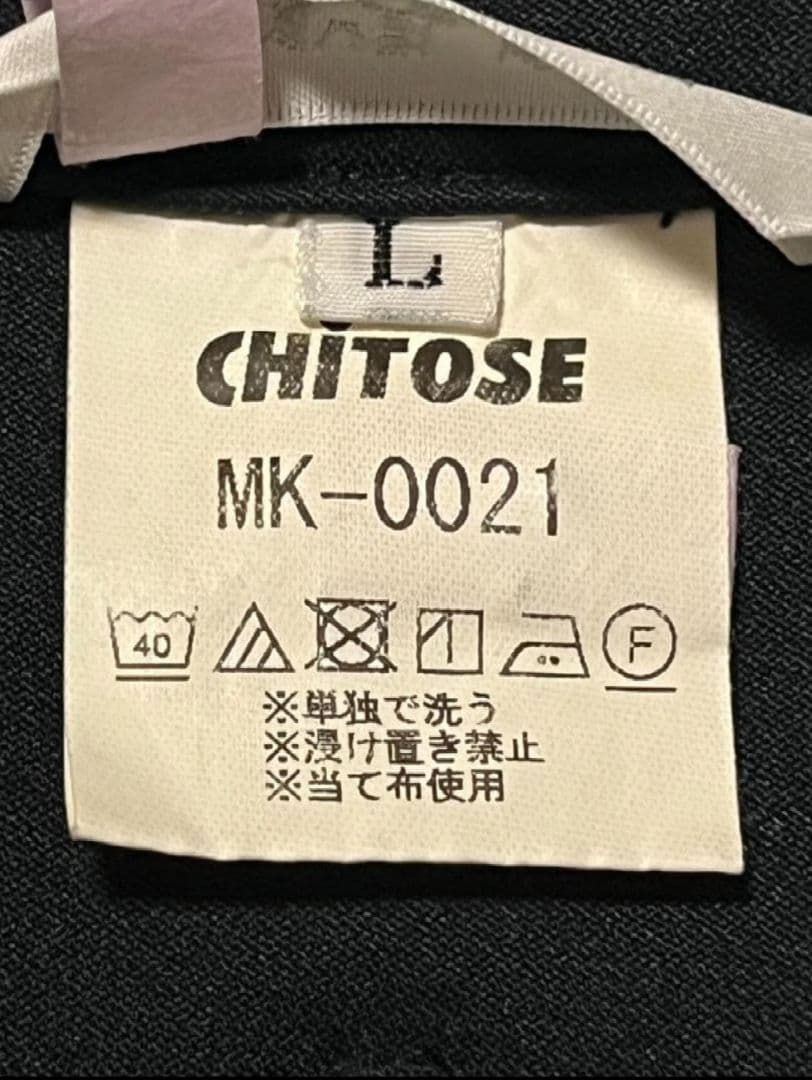 L
CHITOSE
MK-0021
40 F
※単独で洗う
※浸け置き禁止
※当て布使用